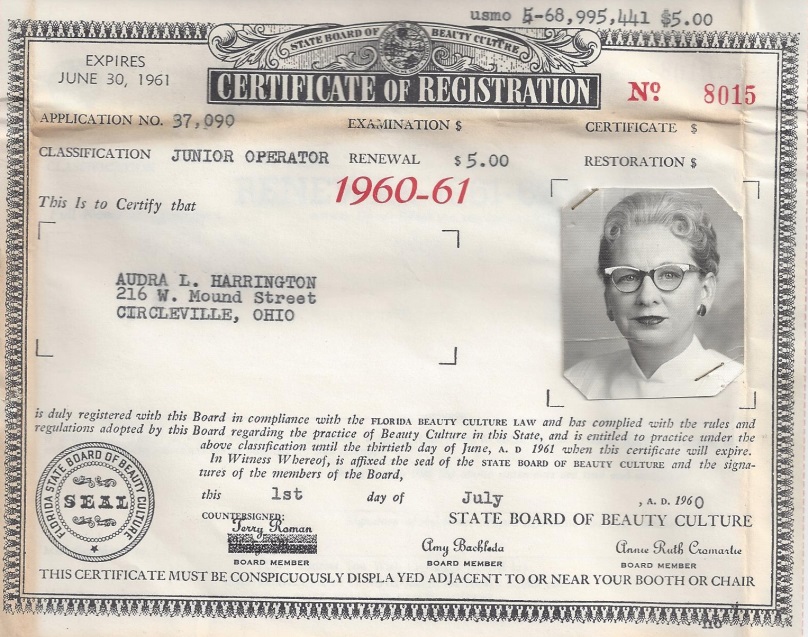 usmo 5-68,995,441 $5.00
STATE BOARD OF BEAUTY CULTURE
EXPIRES
JUNE 30, 1961
CERTIFICATE OF REGISTRATION
Nº 8015
APPLICATION NO. 37,090 EXAMINATION $ CERTIFICATE $
CLASSIFICATION JUNIOR OPERATOR RENEWAL $5.00 RESTORATION $
1960-61
This Is to Certify that
AUDRA L. HARRINGTON
216 W. Mound Street
CIRCLEVILLE, OHIO
is duly registered with this Board in compliance with the FLORIDA BEAUTY CULTURE LAW and has complied with the rules and
regulations adopted by this Board regarding the practice of Beauty Culture in this State, and is entitled to practice under the
above classification until the thirtieth day of June, A. D 1961 when this certificate will expire.
In Witness Whereof, is affixed the seal of the STATE BOARD OF BEAUTY CULTURE and the signa-
tures of the members of the Board,
this 1st day of July , A. D. 1960
FLORIDA STATE BOARD OF BEAUTY CULTURE
SEAL
COUNTERSIGNED:
STATE BOARD OF BEAUTY CULTURE
Jerry Roman
Amy Bachleda
Annie Ruth Cromartie
BOARD MEMBER BOARD MEMBER BOARD MEMBER
THIS CERTIFICATE MUST BE CONSPICUOUSLY DISPLAYED ADJACENT TO OR NEAR YOUR BOOTH OR CHAIR